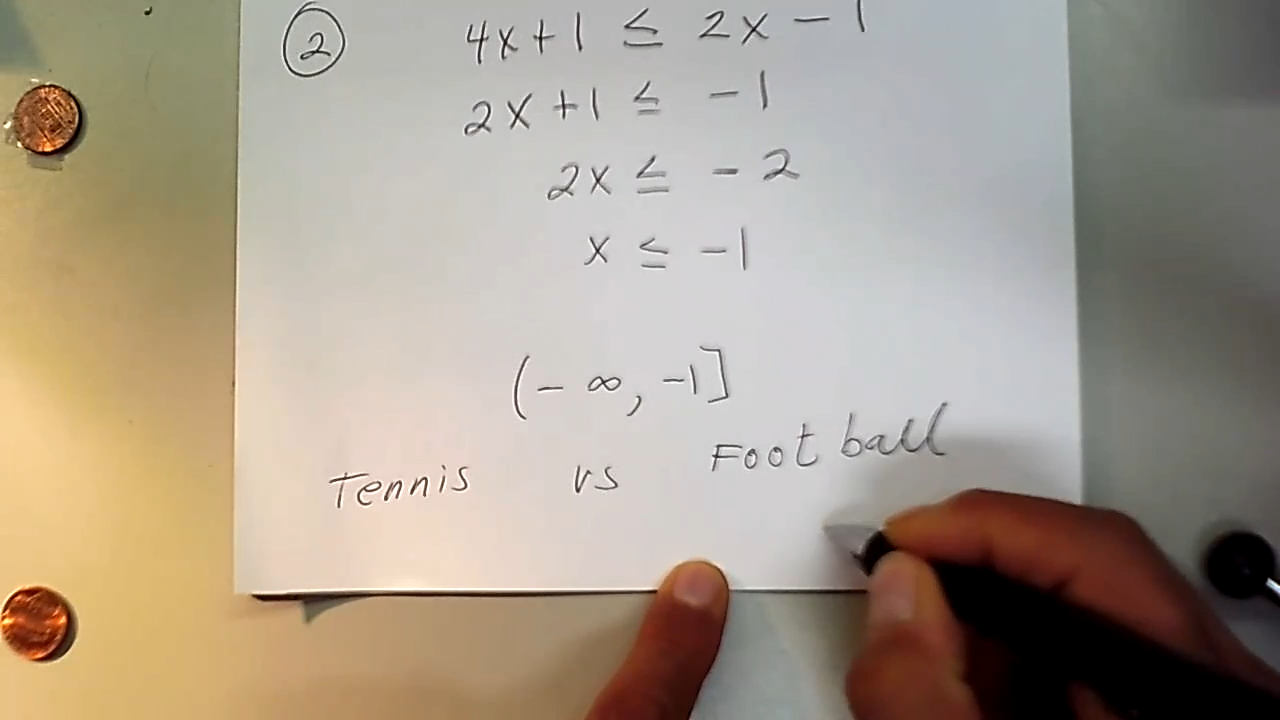 ② 4x+1 ≤ 2x - 1
2x+1 ≤ -1
2x ≤ -2
x ≤ -1
(-∞, -1]
Tennis vs Football